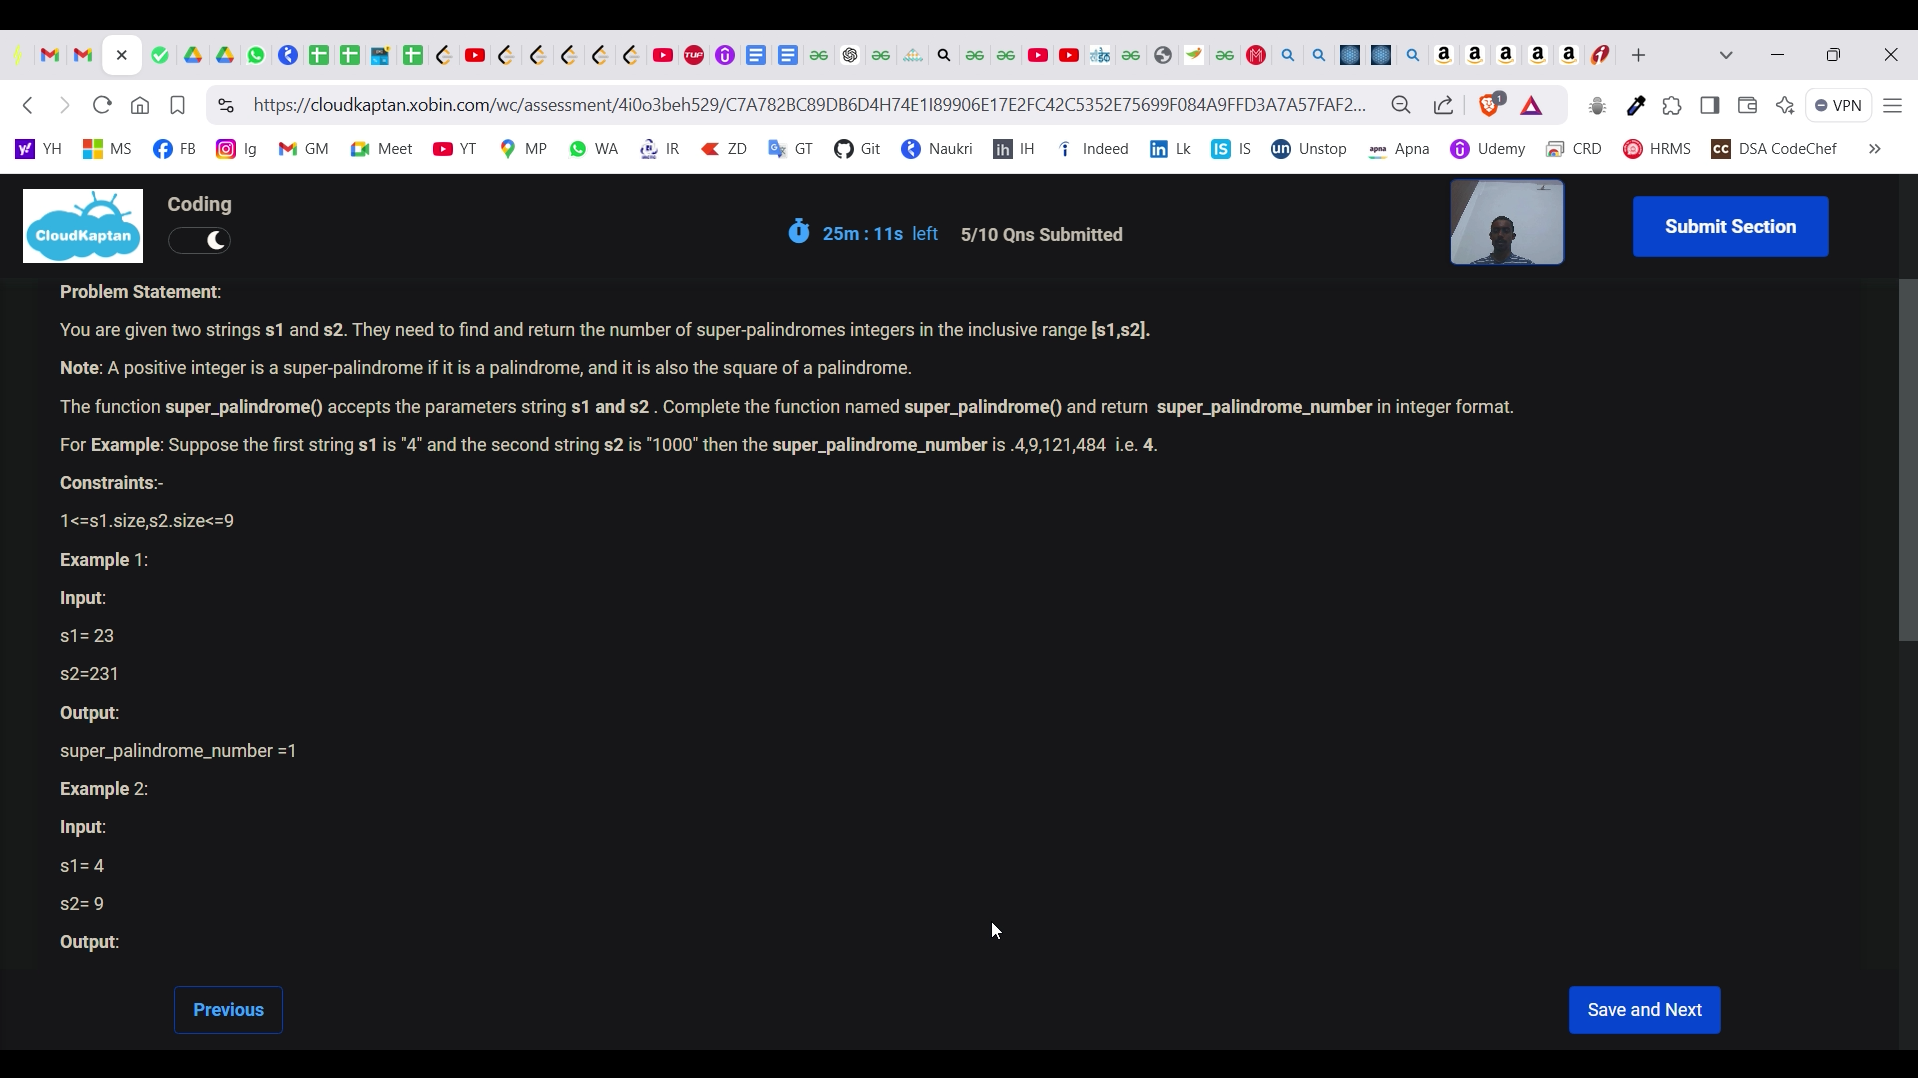 https://cloudkaptan.xobin.com/wc/assessment/4i0o3beh529/C7A782BC89DB6D4H74E1I89906E17E2FC42C5352E75699F084A9FFD3A7A57FAF2...
1
VPN
YH MS FB Ig GM Meet YT MP WA IR ZD GT Git Naukri IH Indeed Lk IS Unstop Apna Udemy CRD HRMS DSA CodeChef »
CloudKaptan
Coding
25m : 11s left 5/10 Qns Submitted
Submit Section
Problem Statement:
You are given two strings s1 and s2. They need to find and return the number of super-palindromes integers in the inclusive range [s1,s2].
Note: A positive integer is a super-palindrome if it is a palindrome, and it is also the square of a palindrome.
The function super_palindrome() accepts the parameters string s1 and s2 . Complete the function named super_palindrome() and return super_palindrome_number in integer format.
For Example: Suppose the first string s1 is "4" and the second string s2 is "1000" then the super_palindrome_number is .4,9,121,484 i.e. 4.
Constraints:-
1<=s1.size,s2.size<=9
Example 1:
Input:
s1= 23
s2=231
Output:
super_palindrome_number =1
Example 2:
Input:
s1= 4
s2= 9
Output:
Previous
Save and Next